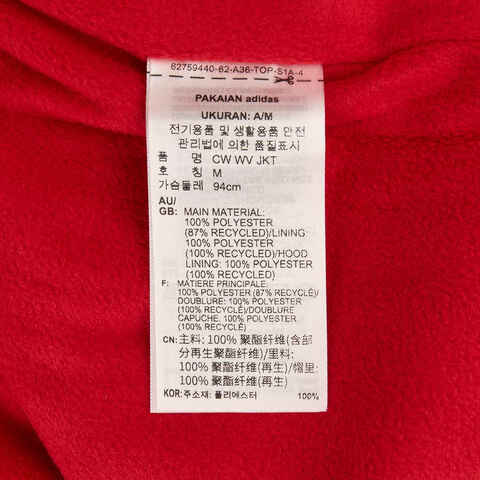 62759440-62-A36-TOP-S1A-4
PAKAIAN adidas
UKURAN: A/M
전기용품 및 생활용품 안전
관리법에 의한 품질표시
품 명 CW WV JKT
호 칭 M
가슴둘레 94cm
AU/
GB: MAIN MATERIAL:
100% POLYESTER
(87% RECYCLED)/LINING:
100% POLYESTER
(100% RECYCLED)/HOOD
LINING: 100% POLYESTER
(100% RECYCLED)
F: MATIÈRE PRINCIPALE:
100% POLYESTER (87% RECYCLÉ)/
DOUBLURE: 100% POLYESTER
(100% RECYCLÉ)/DOUBLURE
CAPUCHE: 100% POLYESTER
(100% RECYCLÉ)
CN: 主料: 100% 聚酯纤维(含部
分再生聚酯纤维)/里料:
100% 聚酯纤维(再生)/帽里:
100% 聚酯纤维(再生)
KOR: 주소재: 폴리에스터 100%